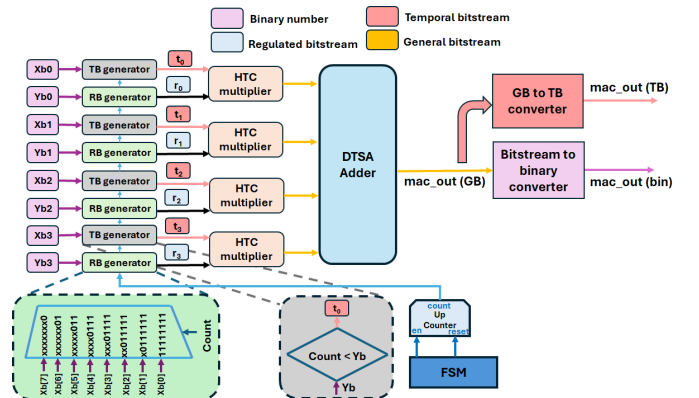 Binary number
Temporal bitstream
Regulated bitstream
General bitstream
Xb0
TB generator
t0
HTC
multiplier
Yb0
RB generator
r0
Xb1
TB generator
t1
HTC
multiplier
Yb1
RB generator
r1
Xb2
TB generator
t2
HTC
multiplier
Yb2
RB generator
r2
Xb3
TB generator
t3
HTC
multiplier
Yb3
RB generator
r3
DTSA
Adder
mac_out (GB)
GB to TB
converter
mac_out (TB)
Bitstream to
binary
converter
mac_out (bin)
xxxxxxx0
xxxxxx01
xxxxx011
xxxx0111
xxx01111
xx011111
x0111111
11111111
Count
Xb[7]
Xb[6]
Xb[5]
Xb[4]
Xb[3]
Xb[2]
Xb[1]
Xb[0]
t0
Count < Yb
Yb
count
Up
Counter
en
reset
FSM